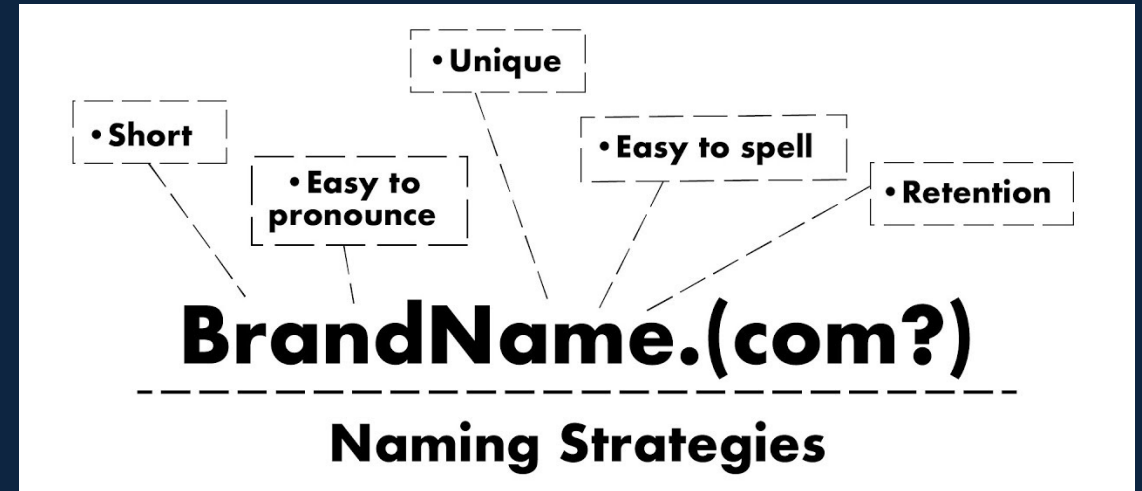 • Unique
• Short
• Easy to spell
• Easy to
pronounce
• Retention
BrandName.(com?)
Naming Strategies